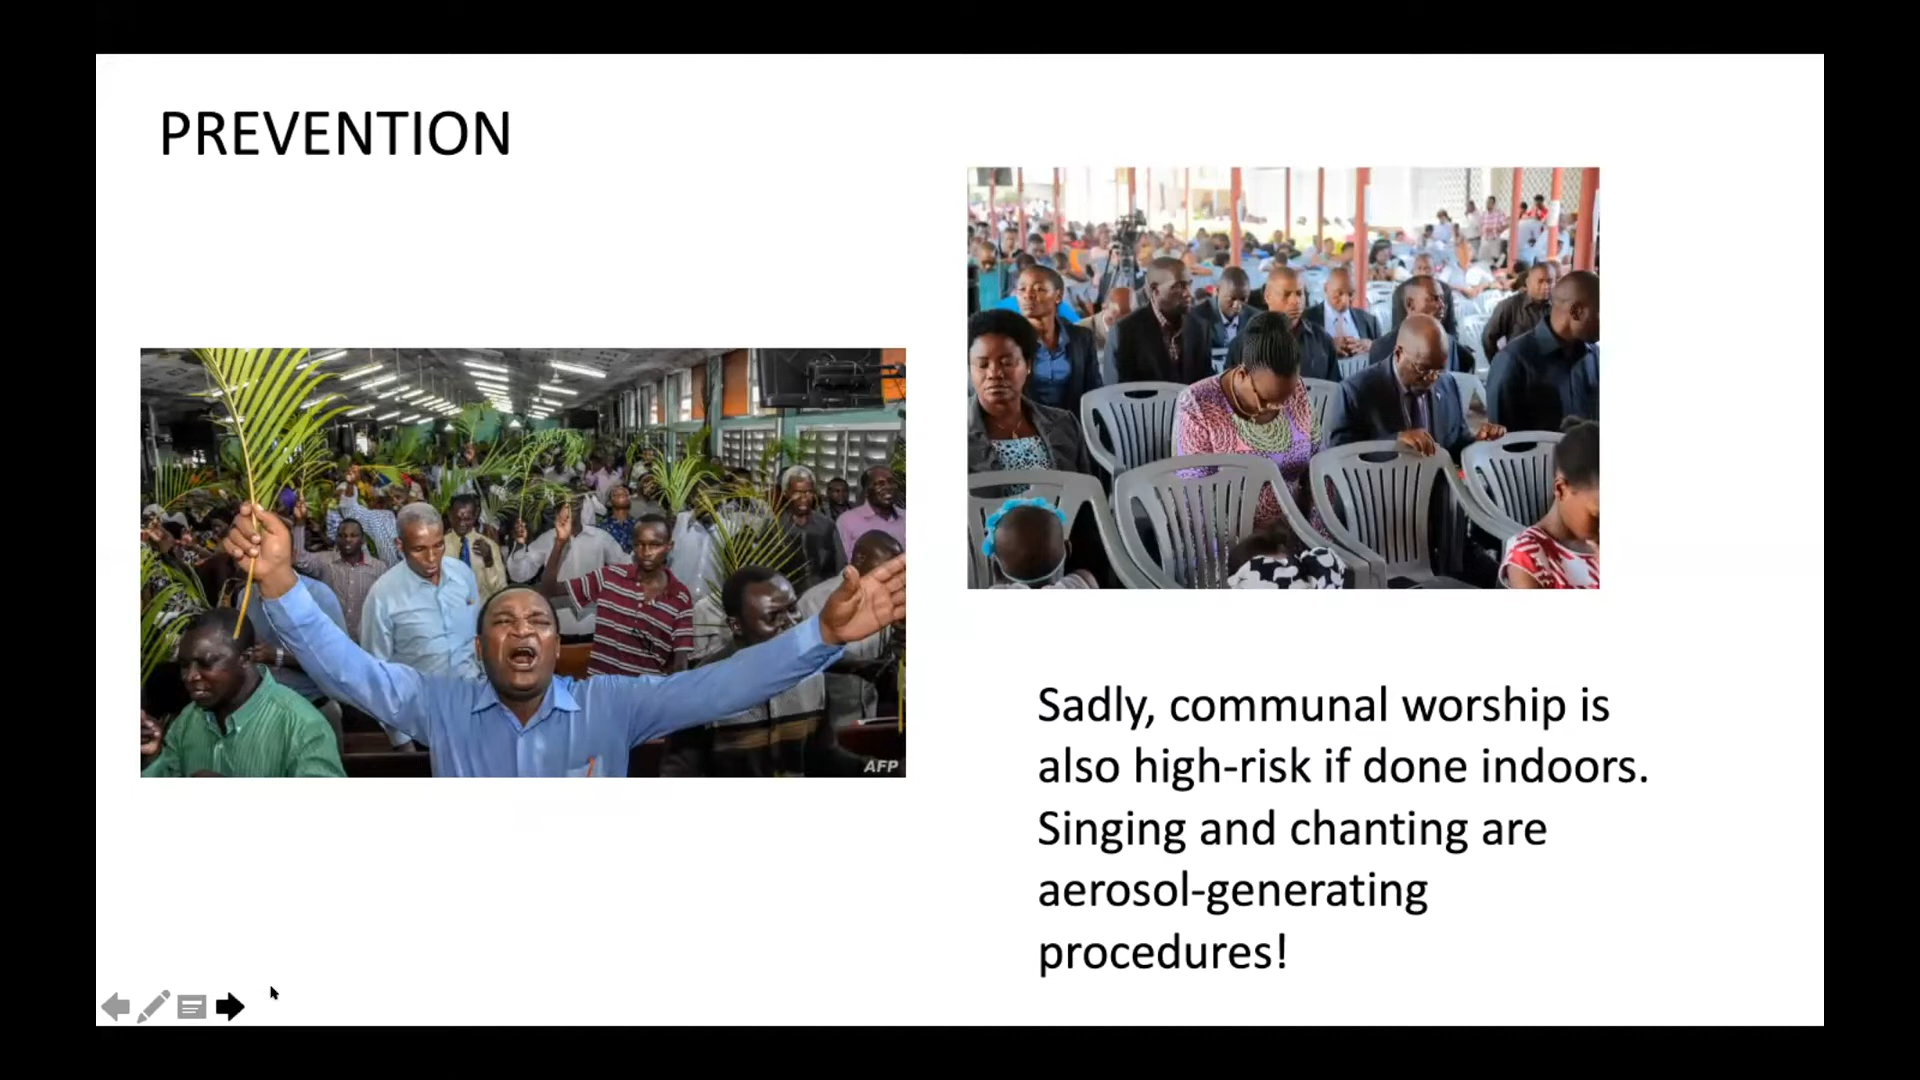 PREVENTION
AFP
Sadly, communal worship is
also high-risk if done indoors.
Singing and chanting are
aerosol-generating
procedures!